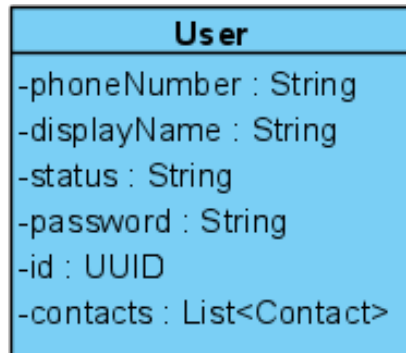 User
-phoneNumber : String
-displayName : String
-status : String
-password : String
-id : UUID
-contacts : List<Contact>